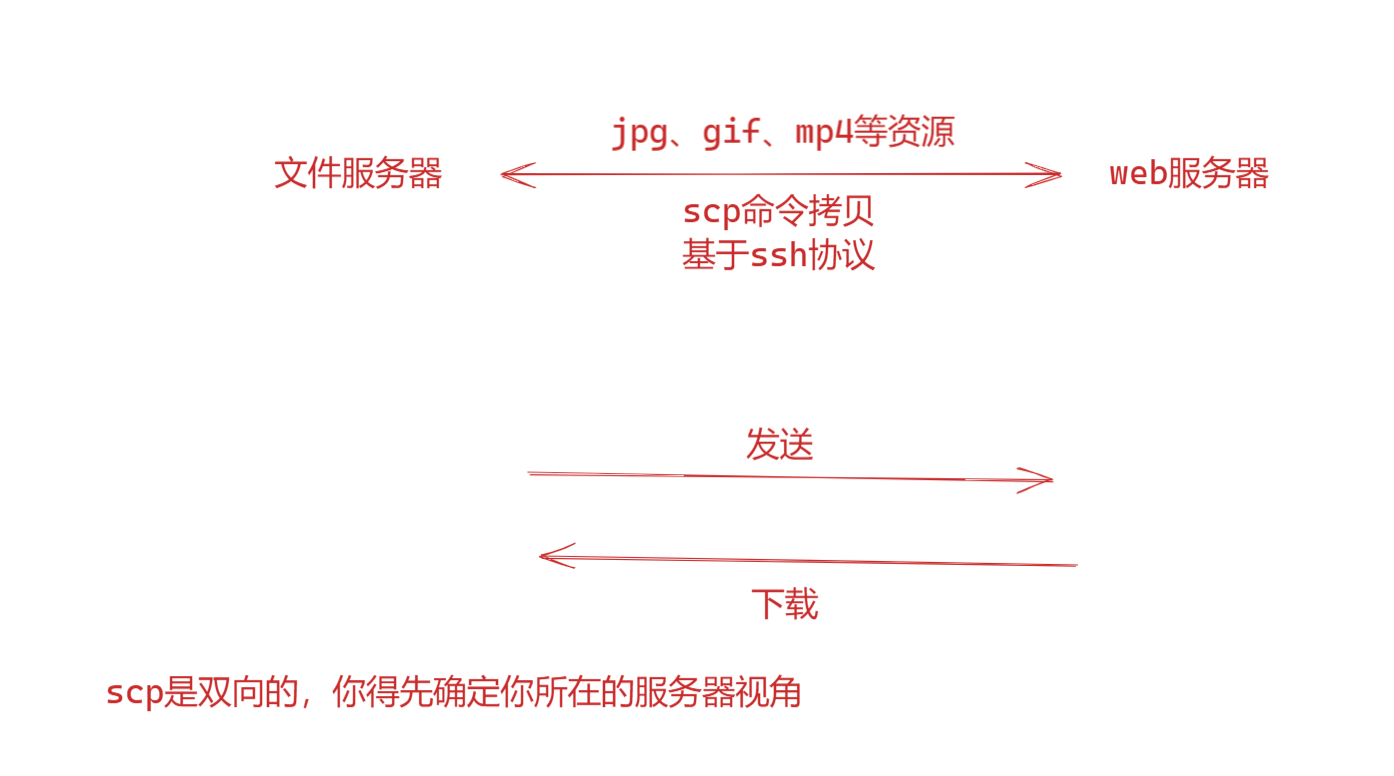 jpg、gif、mp4等资源
文件服务器
web服务器
scp命令拷贝
基于ssh协议
发送
下载
scp是双向的，你得先确定你所在的服务器视角